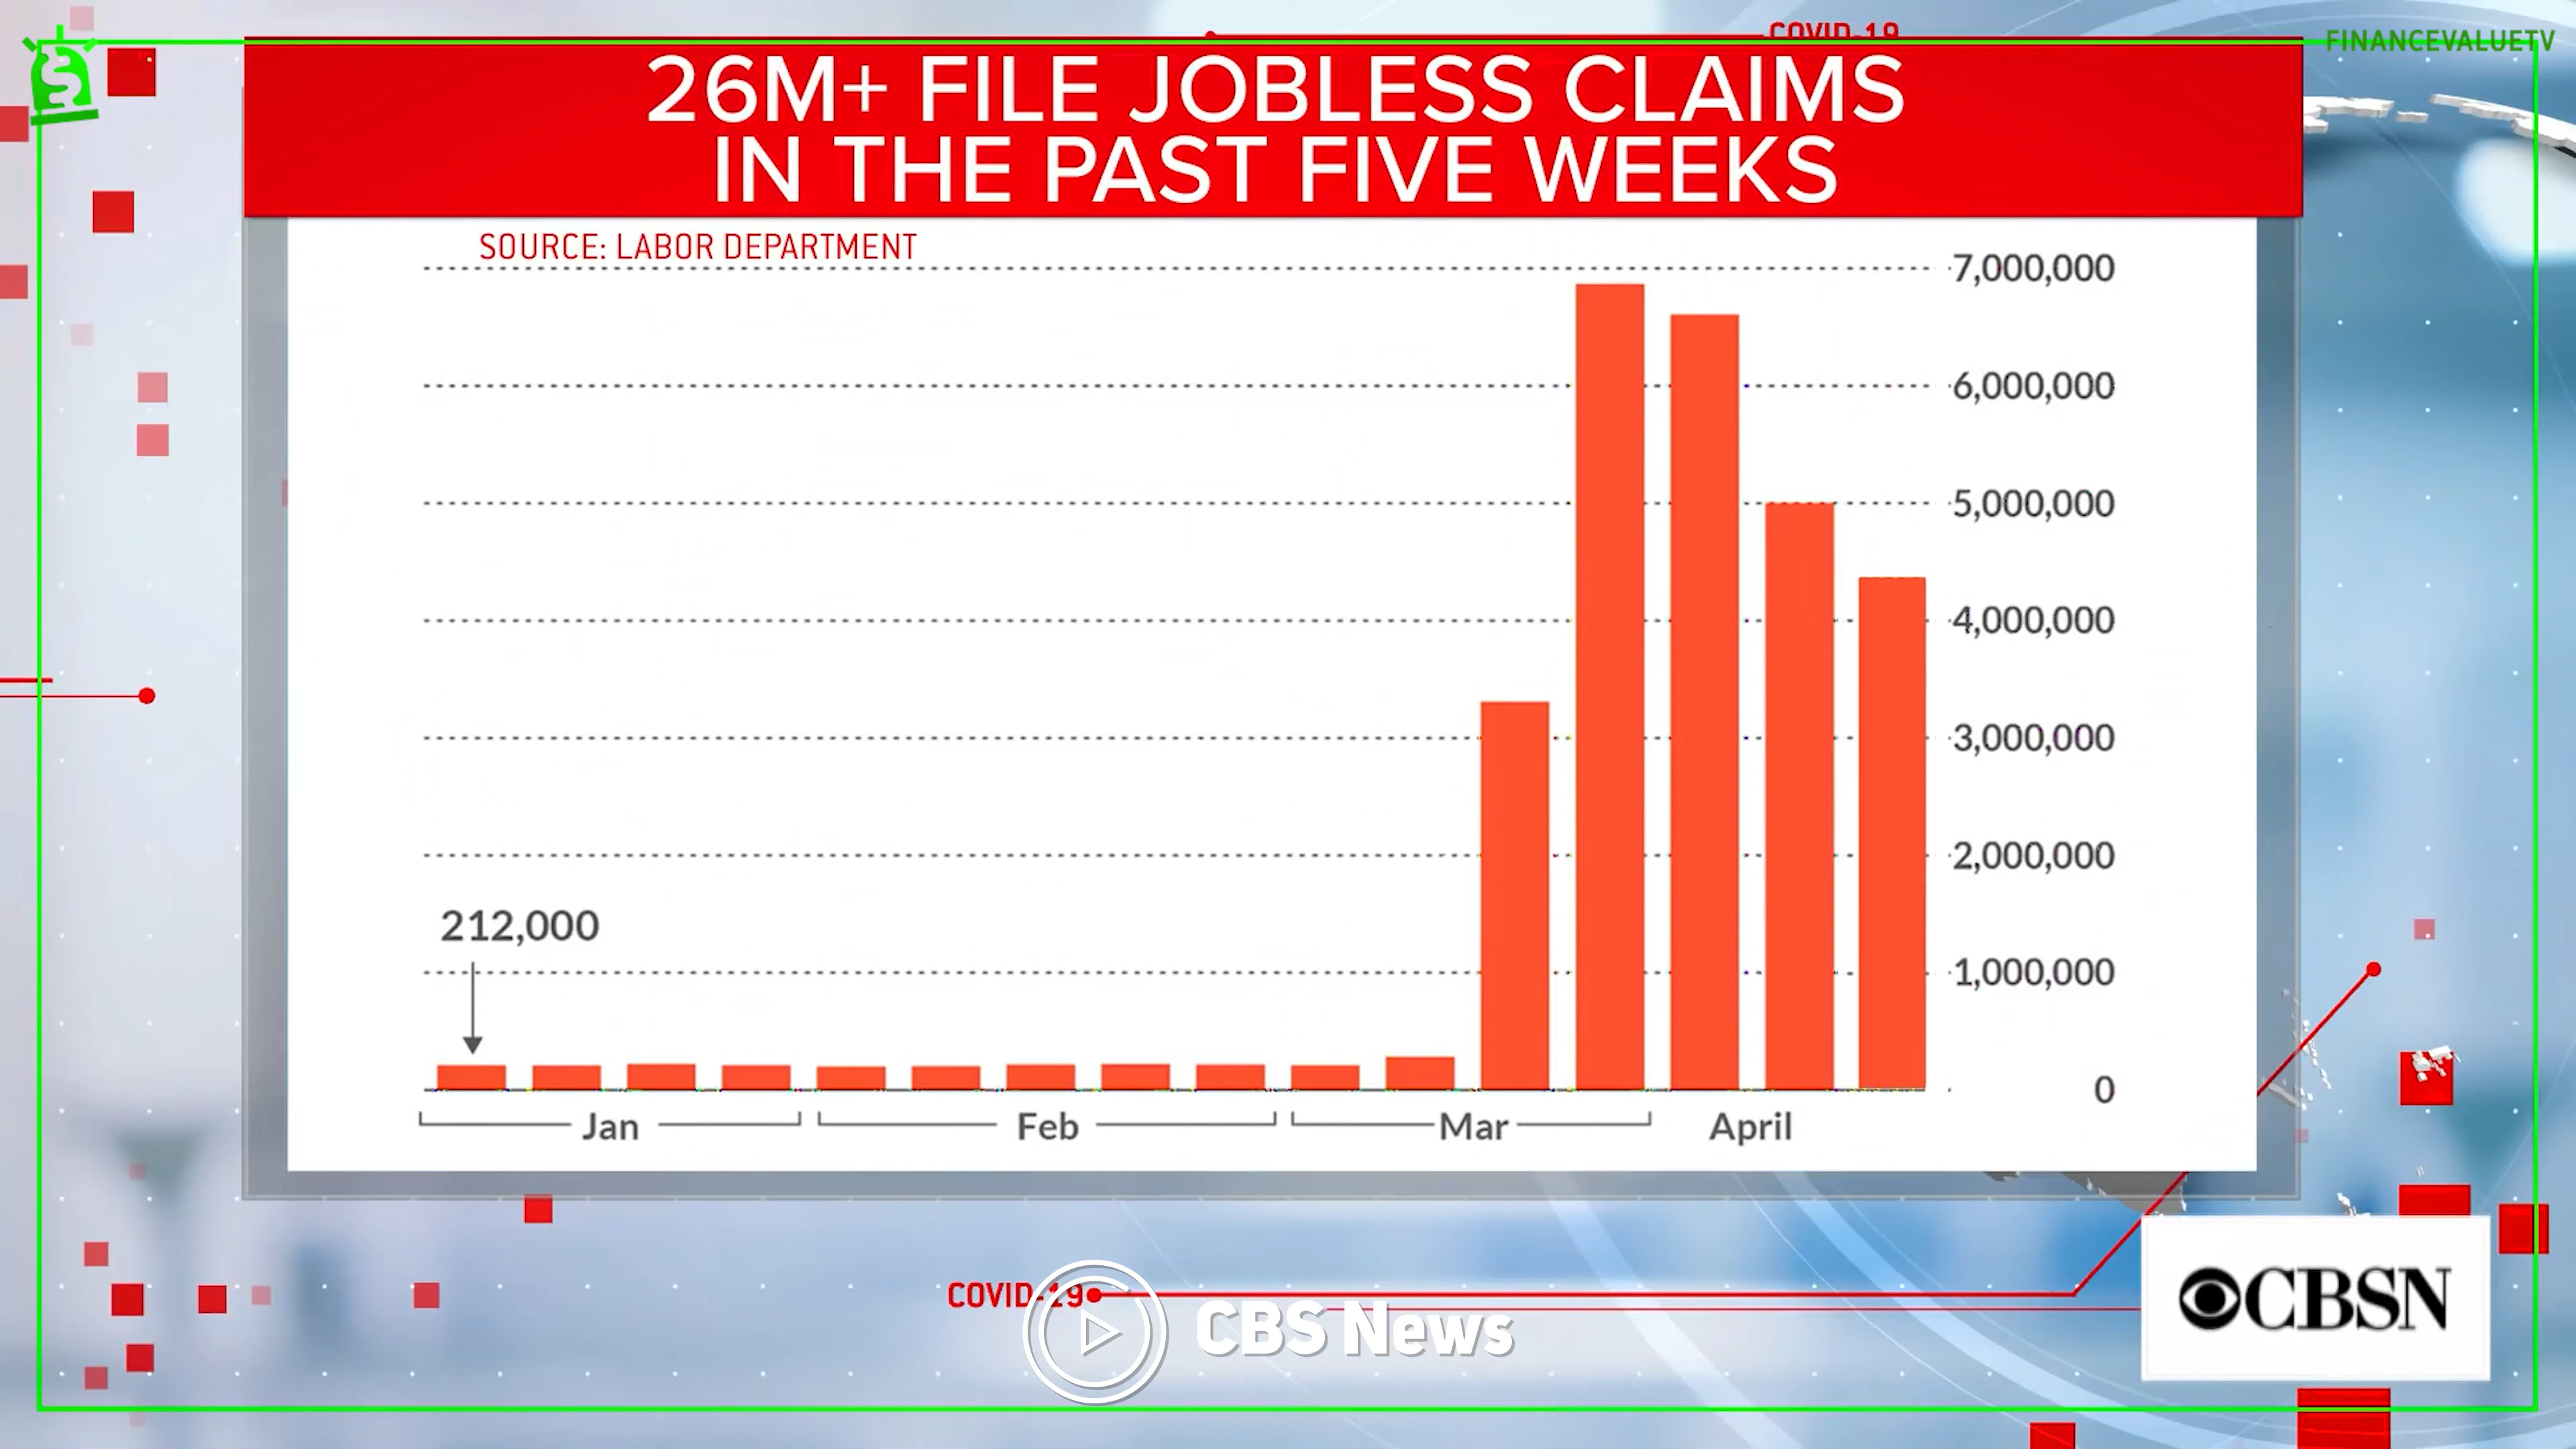 COVID-19
FINANCEVALUETV
26M+ FILE JOBLESS CLAIMS
IN THE PAST FIVE WEEKS
SOURCE: LABOR DEPARTMENT
7,000,000
6,000,000
5,000,000
4,000,000
3,000,000
2,000,000
212,000
1,000,000
0
Jan
Feb
Mar
April
COVID-19
CBS News
CBSN